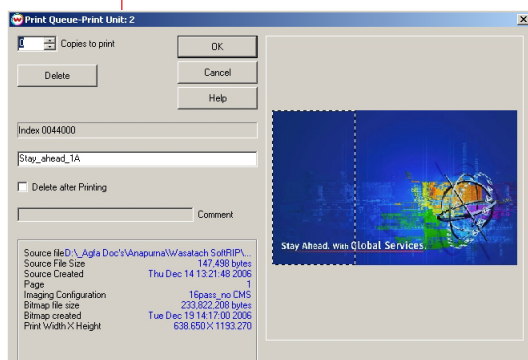 Print Queue-Print Unit: 2
0 Copies to print
OK
Delete
Cancel
Help
Index 0044000
Stay_ahead_1A
Delete after Printing
Comment
Source file D:\_Agfa Doc's\Anapurna\Wasatach SoftRIP\...
Source File Size 147,498 bytes
Source Created Thu Dec 14 13:21:48 2006
Page 1
Imaging Configuration 16pass_no CMS
Bitmap file size 233,822,208 bytes
Bitmap created Tue Dec 19 14:17:00 2006
Print Width X Height 638.650 X 1193.270
Stay Ahead. With Global Services.